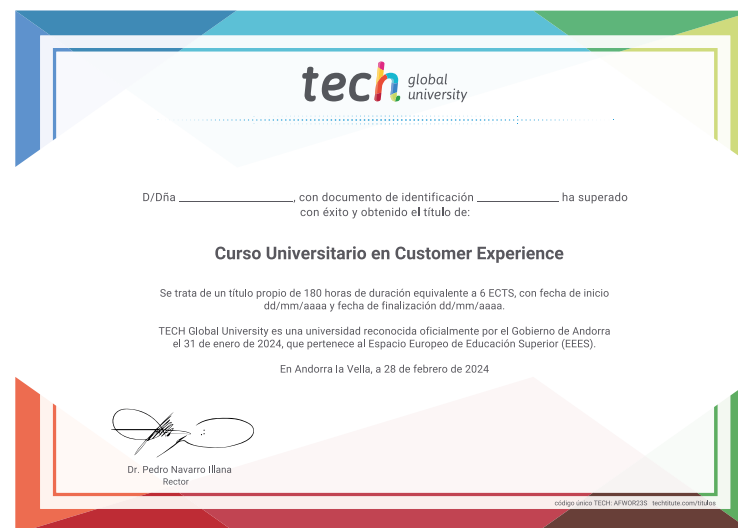 tech global university
D/Dña ______________, con documento de identificación __________ ha superado
con éxito y obtenido el título de:
Curso Universitario en Customer Experience
Se trata de un título propio de 180 horas de duración equivalente a 6 ECTS, con fecha de inicio
dd/mm/aaaa y fecha de finalización dd/mm/aaaa.
TECH Global University es una universidad reconocida oficialmente por el Gobierno de Andorra
el 31 de enero de 2024, que pertenece al Espacio Europeo de Educación Superior (EEES).
En Andorra la Vella, a 28 de febrero de 2024
Dr. Pedro Navarro Illana
Rector
código único TECH: AFWOR23S techtitute.com/titulos